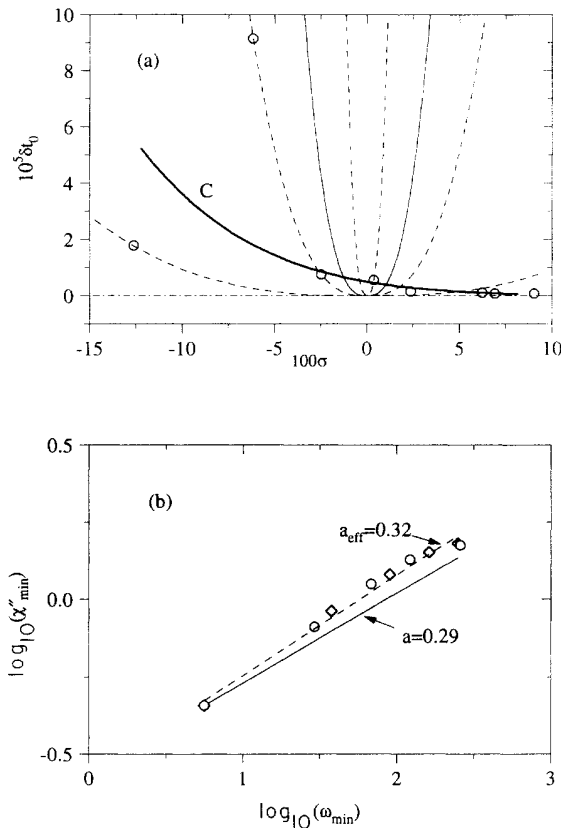 10
(a)
8
6
10⁵δt₀
4
C
2
0
-15 -10 -5 0 5 10
100σ
0.5
(b)
a_eff=0.32
log₁₀(χ″_min)
0.0
a=0.29
-0.5
0 1 2 3
log₁₀(ω_min)